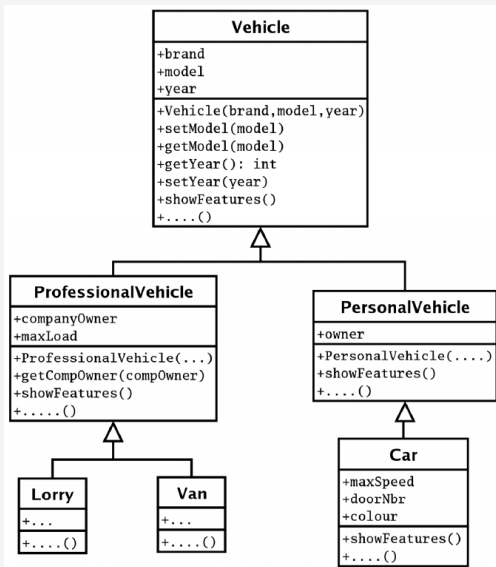 Vehicle
+brand
+model
+year
+Vehicle(brand,model,year)
+setModel(model)
+getModel(model)
+getYear(): int
+setYear(year)
+showFeatures()
+....()
ProfessionalVehicle
+companyOwner
+maxLoad
+ProfessionalVehicle(...)
+getCompOwner(compOwner)
+showFeatures()
+.....()
PersonalVehicle
+owner
+PersonalVehicle(....)
+showFeatures()
+....()
Lorry
+...
+....()
Van
+...
+....()
Car
+maxSpeed
+doorNbr
+colour
+showFeatures()
+....()